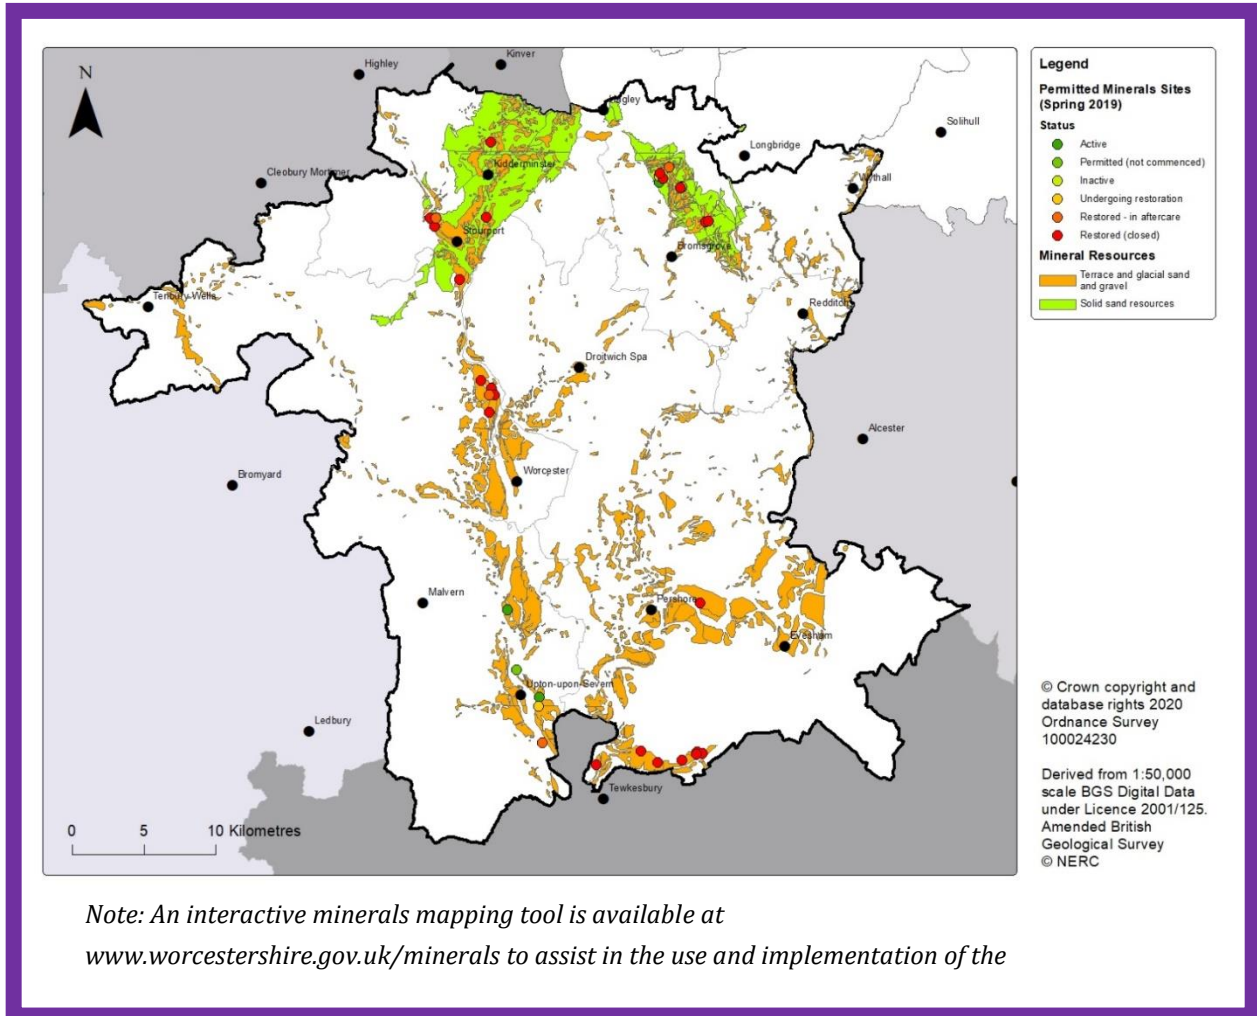 Highley
Kinver
N
Hagley
Solihull
Longbridge
Kidderminster
Cleobury Mortimer
Wythall
Stourport
Bromsgrove
Tenbury Wells
Redditch
Droitwich Spa
Alcester
Bromyard
Worcester
Malvern
Pershore
Evesham
Upton-upon-Severn
Ledbury
Tewkesbury
0 5 10 Kilometres
Legend
Permitted Minerals Sites
(Spring 2019)
Status
Active
Permitted (not commenced)
Inactive
Undergoing restoration
Restored - in aftercare
Restored (closed)
Mineral Resources
Terrace and glacial sand
and gravel
Solid sand resources
© Crown copyright and
database rights 2020
Ordnance Survey
100024230
Derived from 1:50,000
scale BGS Digital Data
under Licence 2001/125.
Amended British
Geological Survey
© NERC
Note: An interactive minerals mapping tool is available at
www.worcestershire.gov.uk/minerals to assist in the use and implementation of the